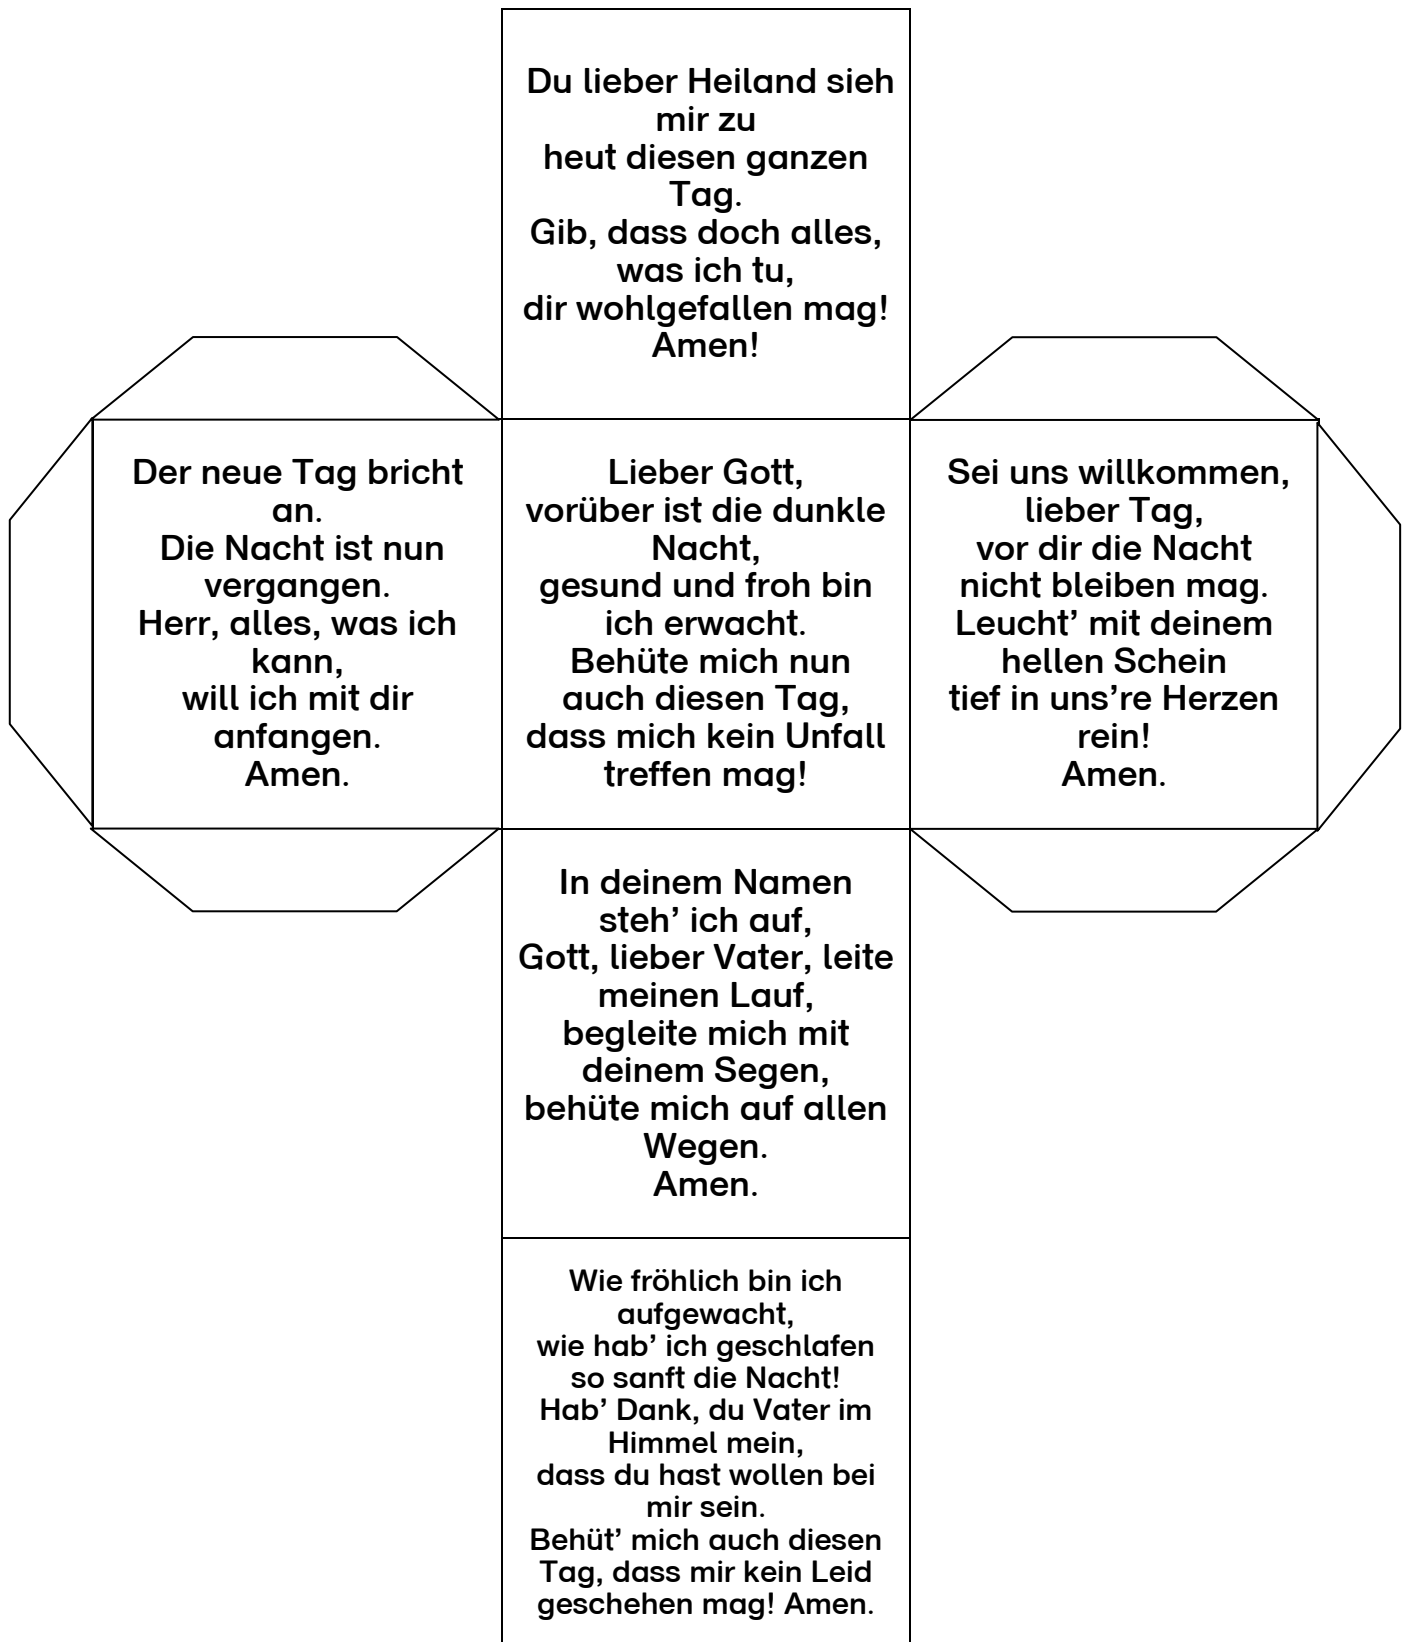 Du lieber Heiland sieh
mir zu
heut diesen ganzen
Tag.
Gib, dass doch alles,
was ich tu,
dir wohlgefallen mag!
Amen!
Der neue Tag bricht
an.
Die Nacht ist nun
vergangen.
Herr, alles, was ich
kann,
will ich mit dir
anfangen.
Amen.
Lieber Gott,
vorüber ist die dunkle
Nacht,
gesund und froh bin
ich erwacht.
Behüte mich nun
auch diesen Tag,
dass mich kein Unfall
treffen mag!
Sei uns willkommen,
lieber Tag,
vor dir die Nacht
nicht bleiben mag.
Leucht’ mit deinem
hellen Schein
tief in uns’re Herzen
rein!
Amen.
In deinem Namen
steh’ ich auf,
Gott, lieber Vater, leite
meinen Lauf,
begleite mich mit
deinem Segen,
behüte mich auf allen
Wegen.
Amen.
Wie fröhlich bin ich
aufgewacht,
wie hab’ ich geschlafen
so sanft die Nacht!
Hab’ Dank, du Vater im
Himmel mein,
dass du hast wollen bei
mir sein.
Behüt’ mich auch diesen
Tag, dass mir kein Leid
geschehen mag! Amen.